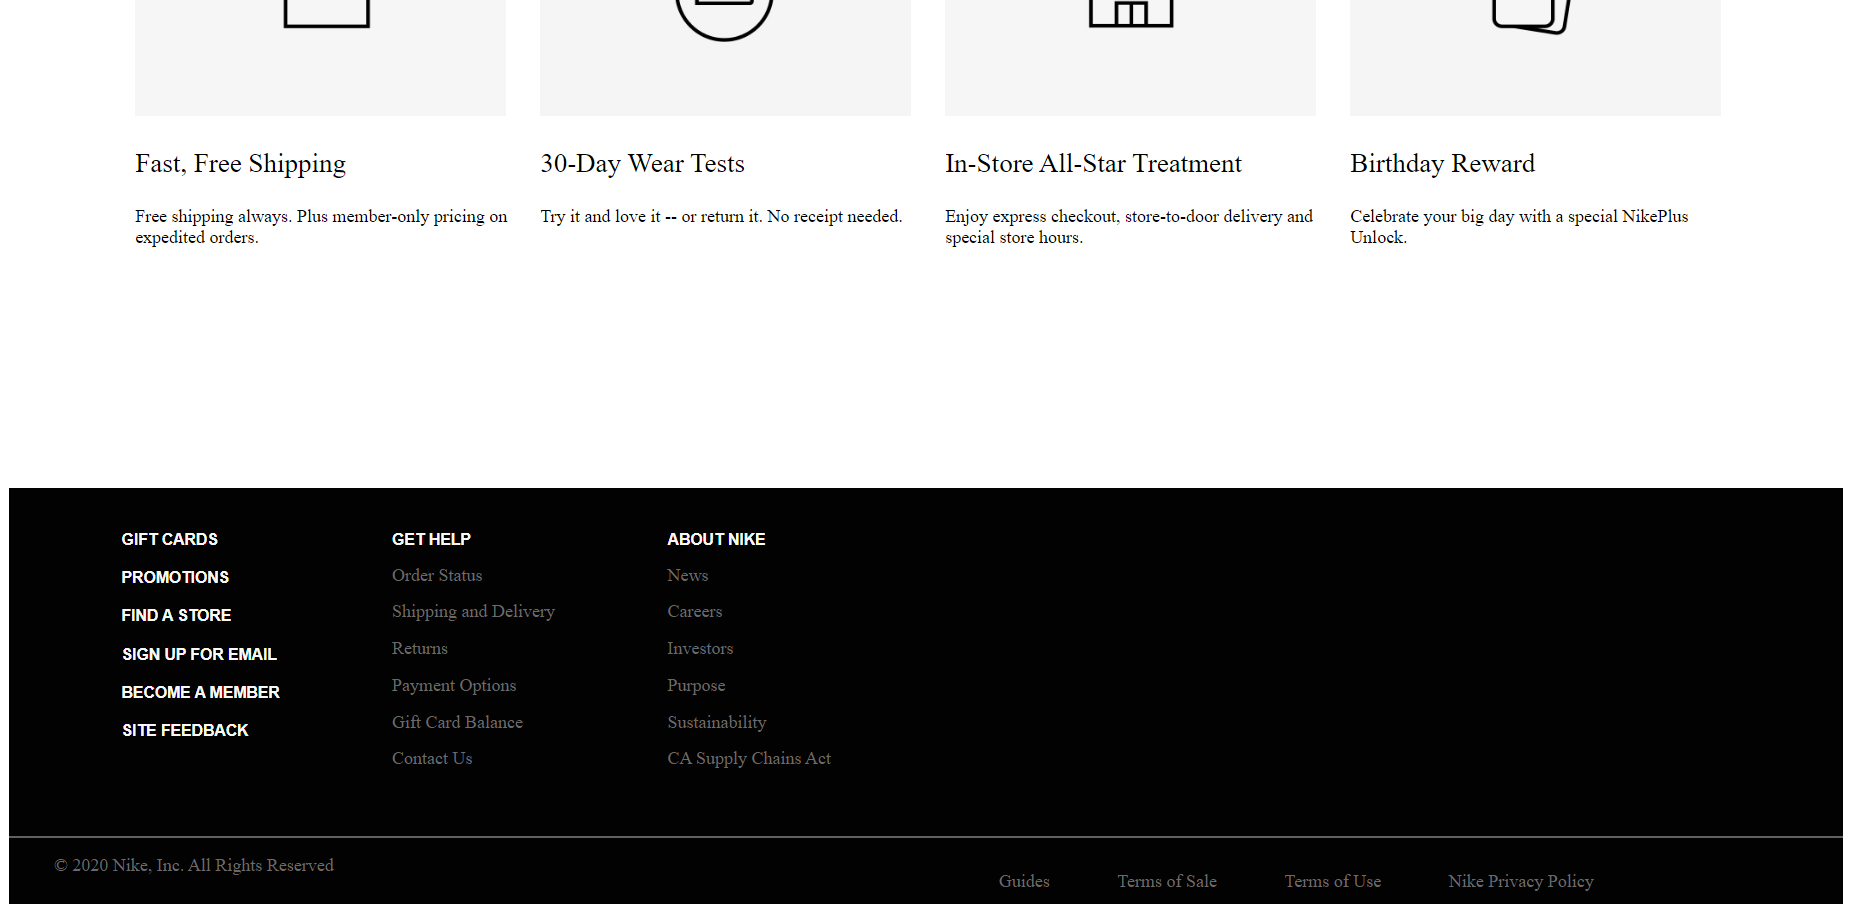 Fast, Free Shipping
Free shipping always. Plus member-only pricing on
expedited orders.
30-Day Wear Tests
Try it and love it -- or return it. No receipt needed.
In-Store All-Star Treatment
Enjoy express checkout, store-to-door delivery and
special store hours.
Birthday Reward
Celebrate your big day with a special NikePlus
Unlock.
GIFT CARDS
PROMOTIONS
FIND A STORE
SIGN UP FOR EMAIL
BECOME A MEMBER
SITE FEEDBACK
GET HELP
Order Status
Shipping and Delivery
Returns
Payment Options
Gift Card Balance
Contact Us
ABOUT NIKE
News
Careers
Investors
Purpose
Sustainability
CA Supply Chains Act
© 2020 Nike, Inc. All Rights Reserved
Guides
Terms of Sale
Terms of Use
Nike Privacy Policy